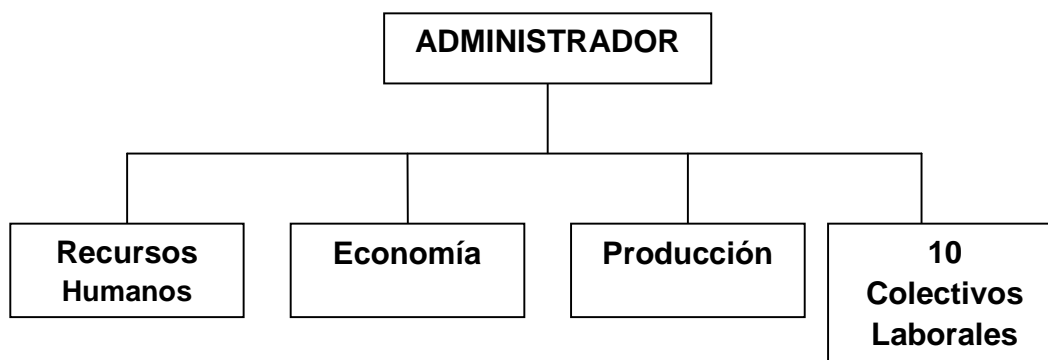 ADMINISTRADOR
Recursos
Humanos
Economía
Producción
10
Colectivos
Laborales